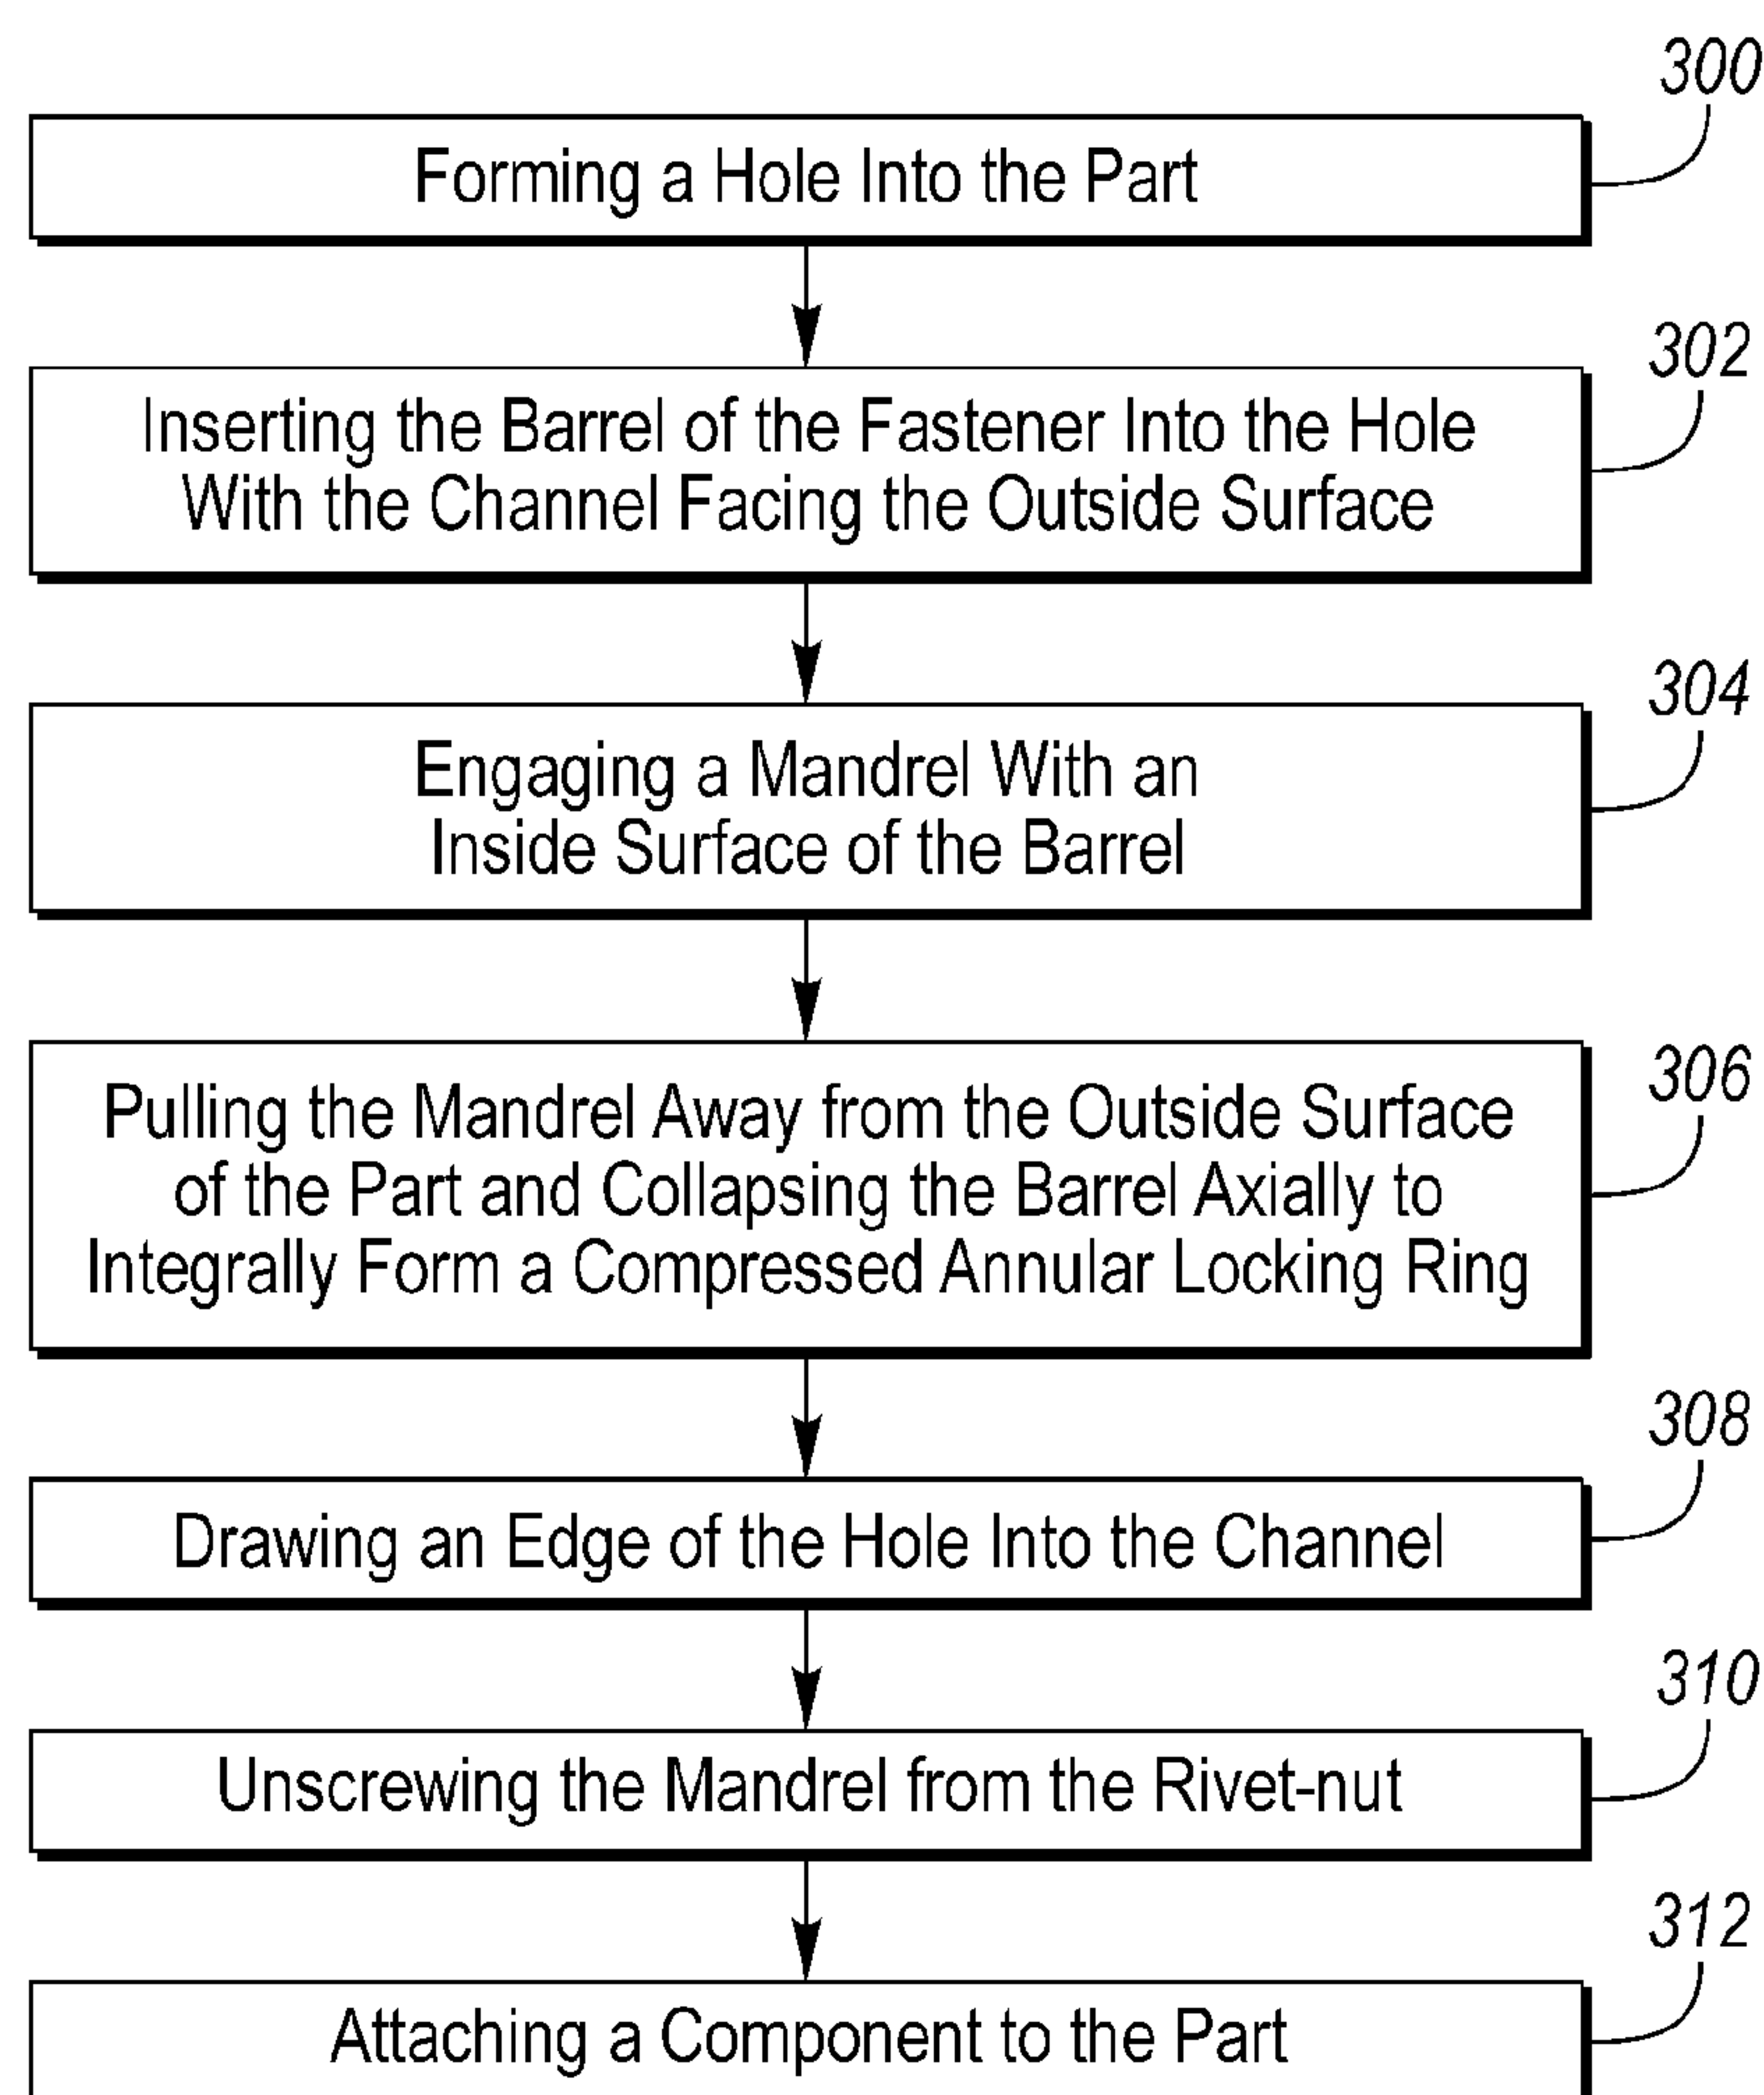 300
Forming a Hole Into the Part
302
Inserting the Barrel of the Fastener Into the Hole
With the Channel Facing the Outside Surface
304
Engaging a Mandrel With an
Inside Surface of the Barrel
306
Pulling the Mandrel Away from the Outside Surface
of the Part and Collapsing the Barrel Axially to
Integrally Form a Compressed Annular Locking Ring
308
Drawing an Edge of the Hole Into the Channel
310
Unscrewing the Mandrel from the Rivet-nut
312
Attaching a Component to the Part